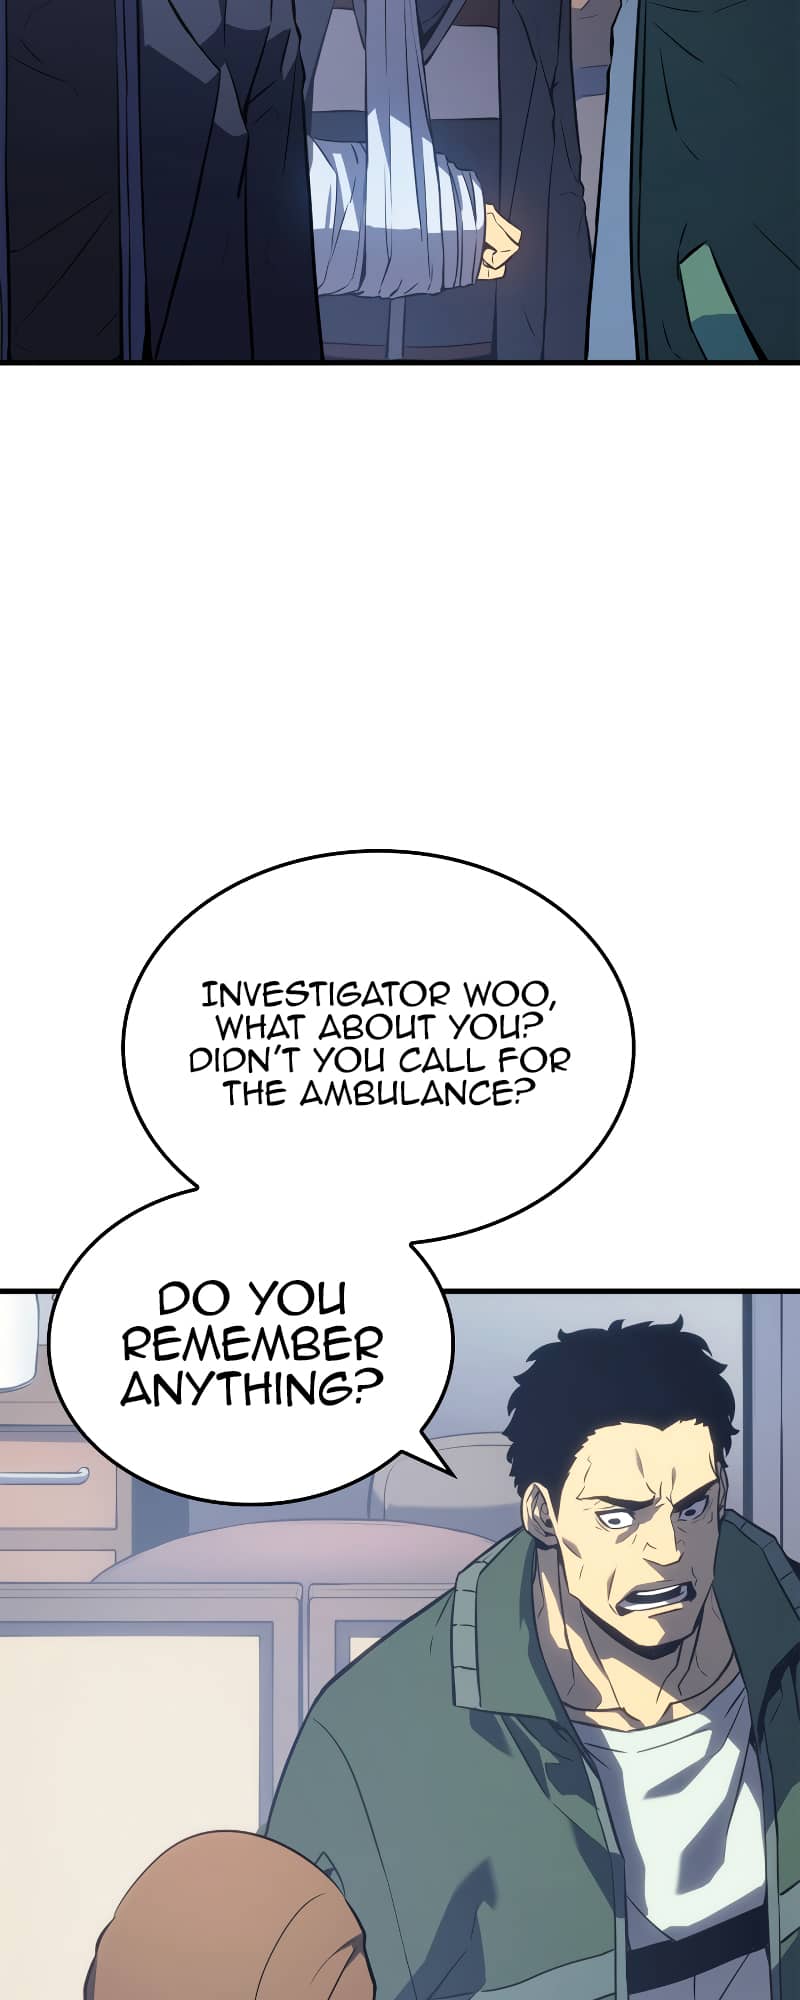 INVESTIGATOR WOO,
WHAT ABOUT YOU?
DIDN'T YOU CALL FOR
THE AMBULANCE?
DO YOU
REMEMBER
ANYTHING?